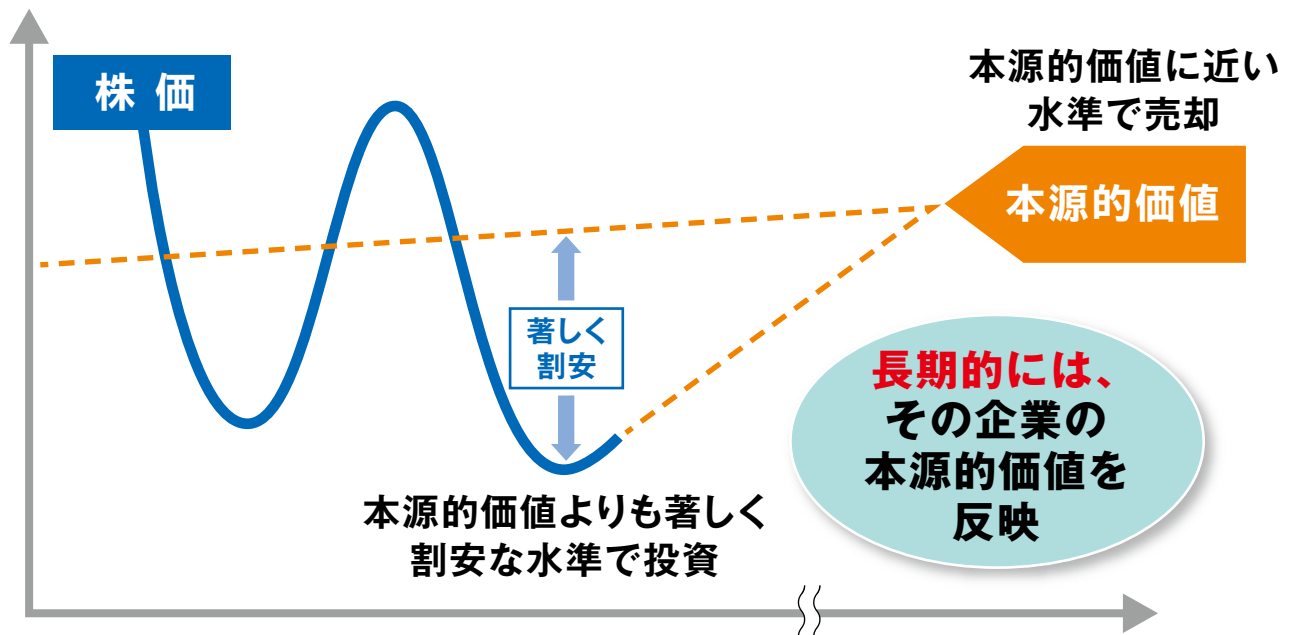 株 価
本源的価値に近い
水準で売却
本源的価値
著しく
割安
長期的には、
その企業の
本源的価値を
反映
本源的価値よりも著しく
割安な水準で投資